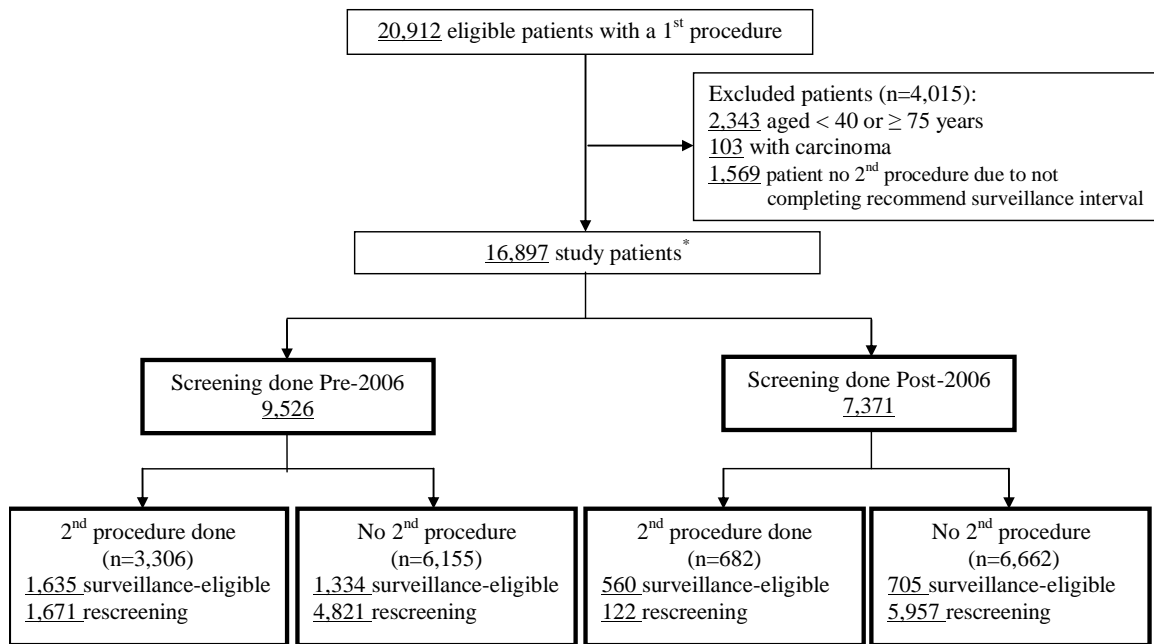 20,912 eligible patients with a 1st procedure
Excluded patients (n=4,015):
2,343 aged < 40 or ≥ 75 years
103 with carcinoma
1,569 patient no 2nd procedure due to not
completing recommend surveillance interval
16,897 study patients*
Screening done Pre-2006
9,526
Screening done Post-2006
7,371
2nd procedure done
(n=3,306)
1,635 surveillance-eligible
1,671 rescreening
No 2nd procedure
(n=6,155)
1,334 surveillance-eligible
4,821 rescreening
2nd procedure done
(n=682)
560 surveillance-eligible
122 rescreening
No 2nd procedure
(n=6,662)
705 surveillance-eligible
5,957 rescreening